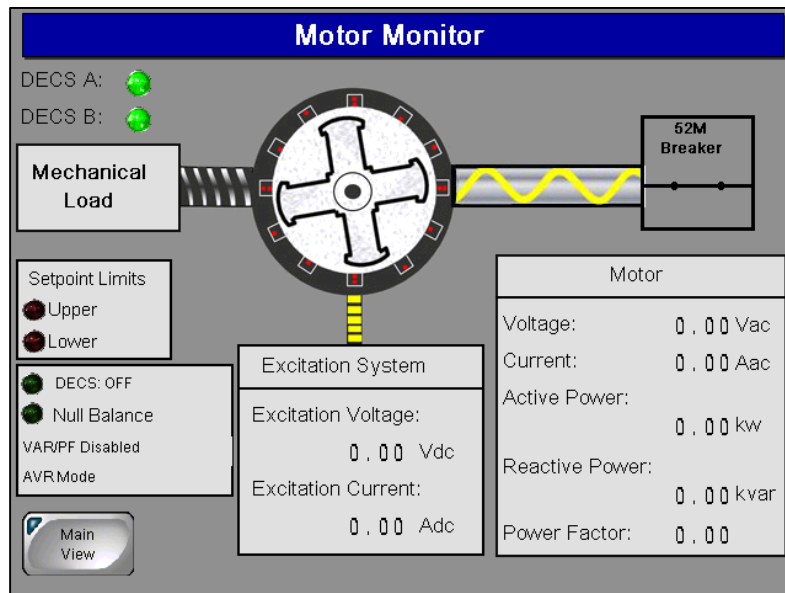 Motor Monitor
DECS A:
DECS B:
Mechanical
Load
52M
Breaker
Setpoint Limits
Upper
Lower
DECS: OFF
Null Balance
VAR/PF Disabled
AVR Mode
Main
View
Excitation System
Excitation Voltage:
0.00 Vdc
Excitation Current:
0.00 Adc
Motor
Voltage: 0.00 Vac
Current: 0.00 Aac
Active Power:
0.00 kw
Reactive Power:
0.00 kvar
Power Factor: 0.00